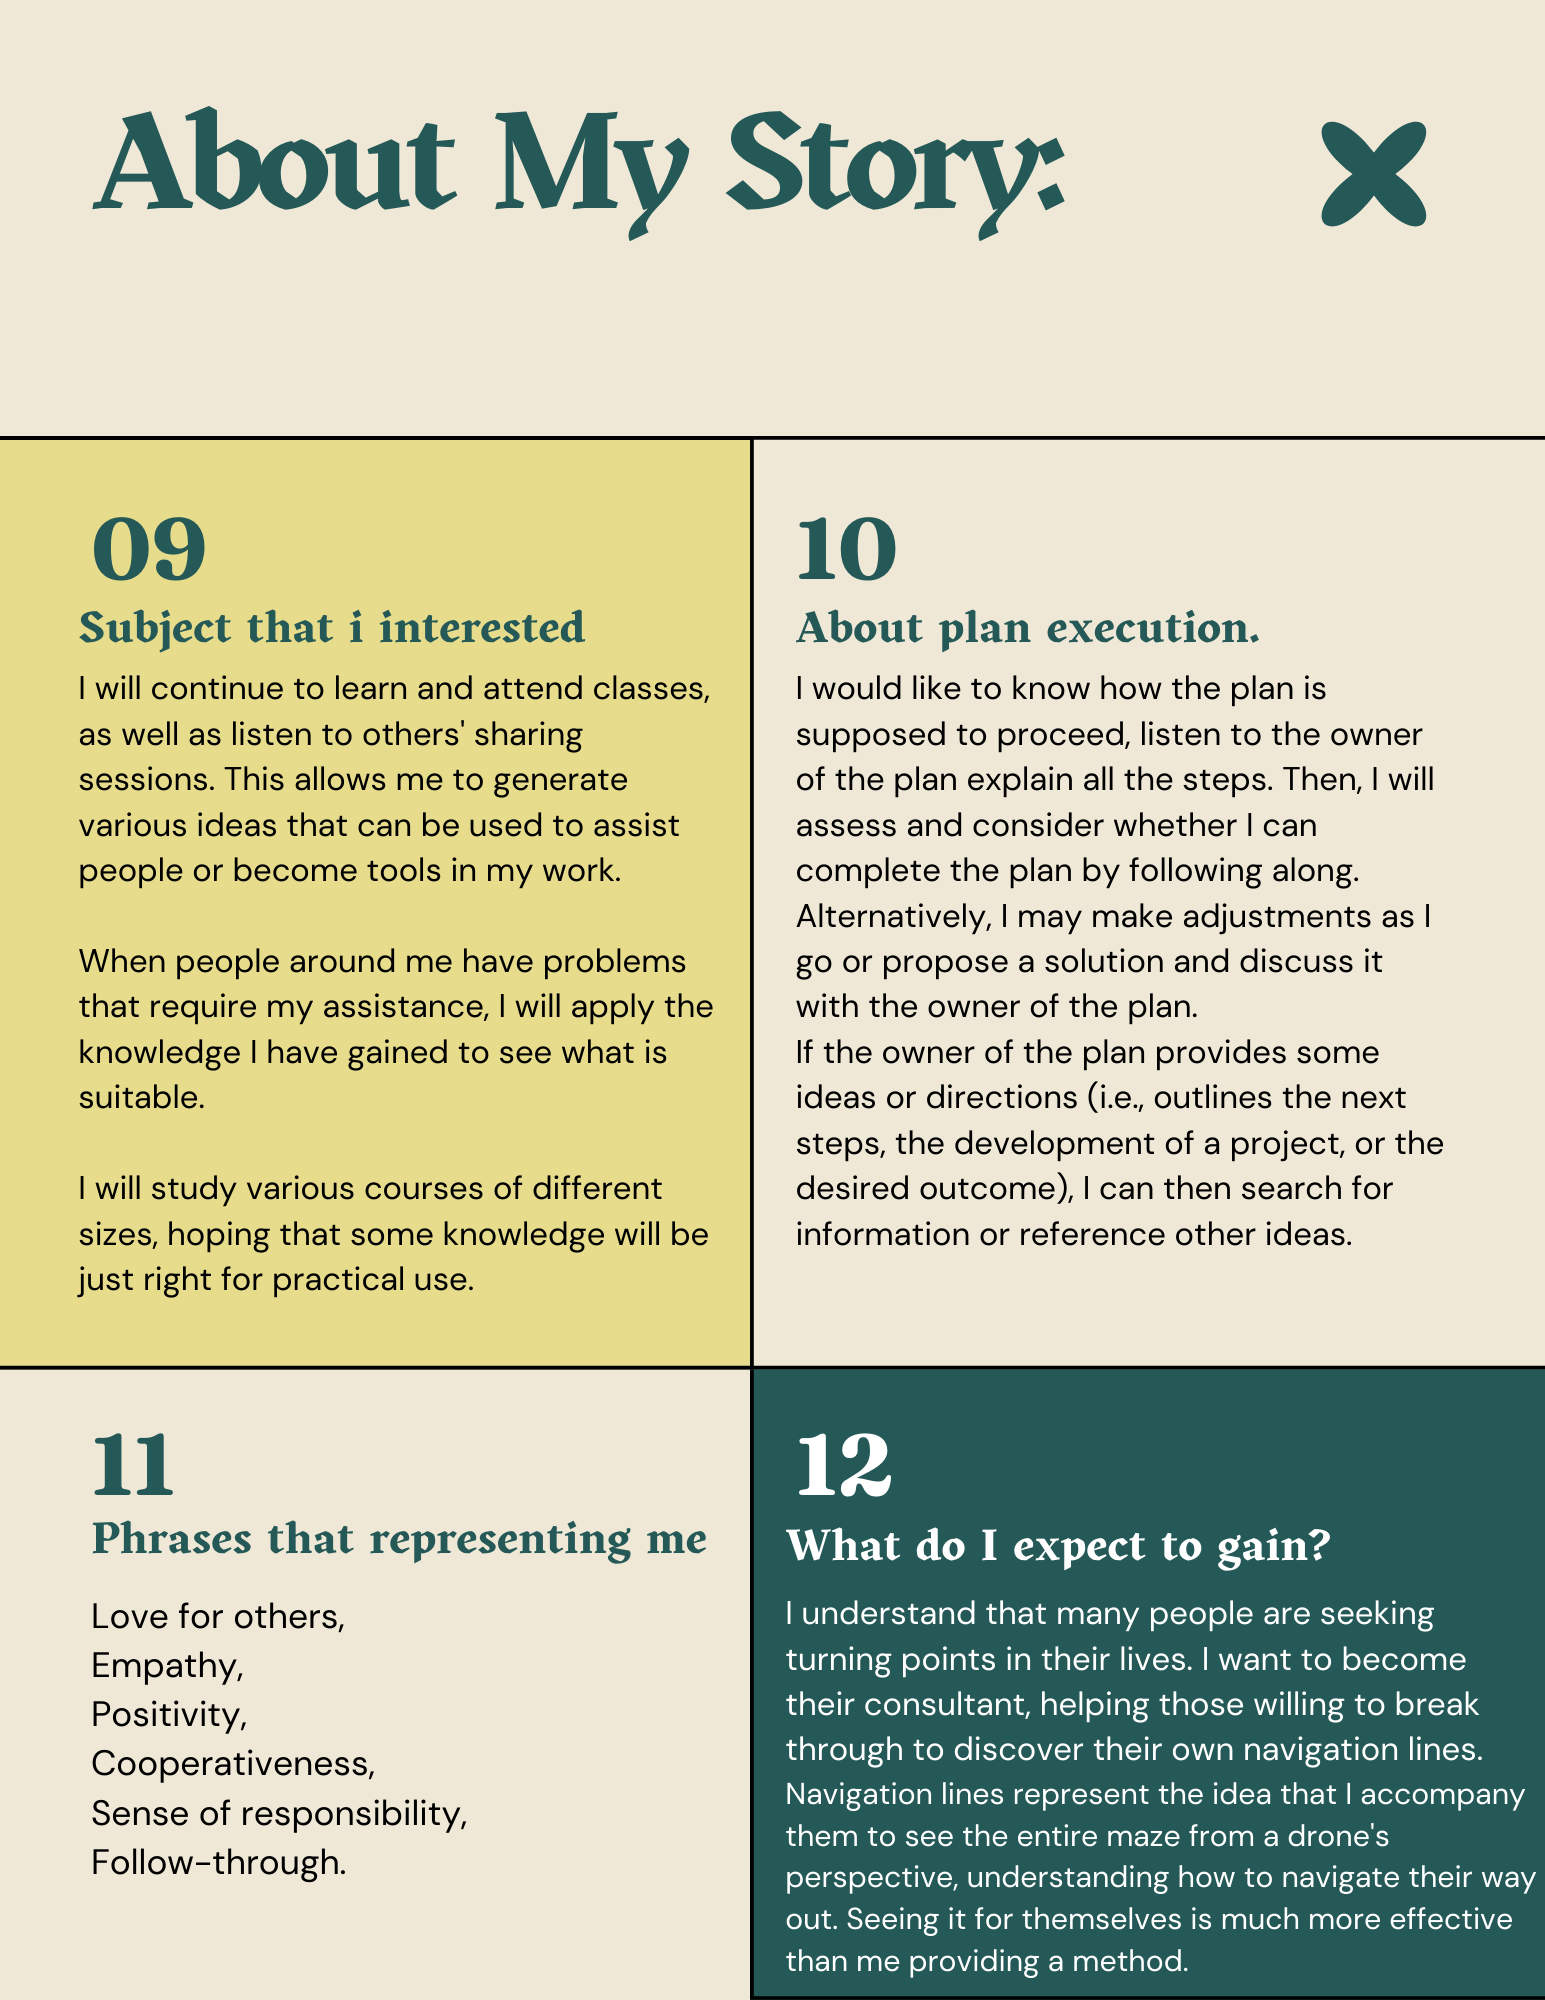 About My Story:
09
Subject that i interested
I will continue to learn and attend classes,
as well as listen to others' sharing
sessions. This allows me to generate
various ideas that can be used to assist
people or become tools in my work.
When people around me have problems
that require my assistance, I will apply the
knowledge I have gained to see what is
suitable.
I will study various courses of different
sizes, hoping that some knowledge will be
just right for practical use.
10
About plan execution.
I would like to know how the plan is
supposed to proceed, listen to the owner
of the plan explain all the steps. Then, I will
assess and consider whether I can
complete the plan by following along.
Alternatively, I may make adjustments as I
go or propose a solution and discuss it
with the owner of the plan.
If the owner of the plan provides some
ideas or directions (i.e., outlines the next
steps, the development of a project, or the
desired outcome), I can then search for
information or reference other ideas.
11
Phrases that representing me
Love for others,
Empathy,
Positivity,
Cooperativeness,
Sense of responsibility,
Follow-through.
12
What do I expect to gain?
I understand that many people are seeking
turning points in their lives. I want to become
their consultant, helping those willing to break
through to discover their own navigation lines.
Navigation lines represent the idea that I accompany
them to see the entire maze from a drone's
perspective, understanding how to navigate their way
out. Seeing it for themselves is much more effective
than me providing a method.